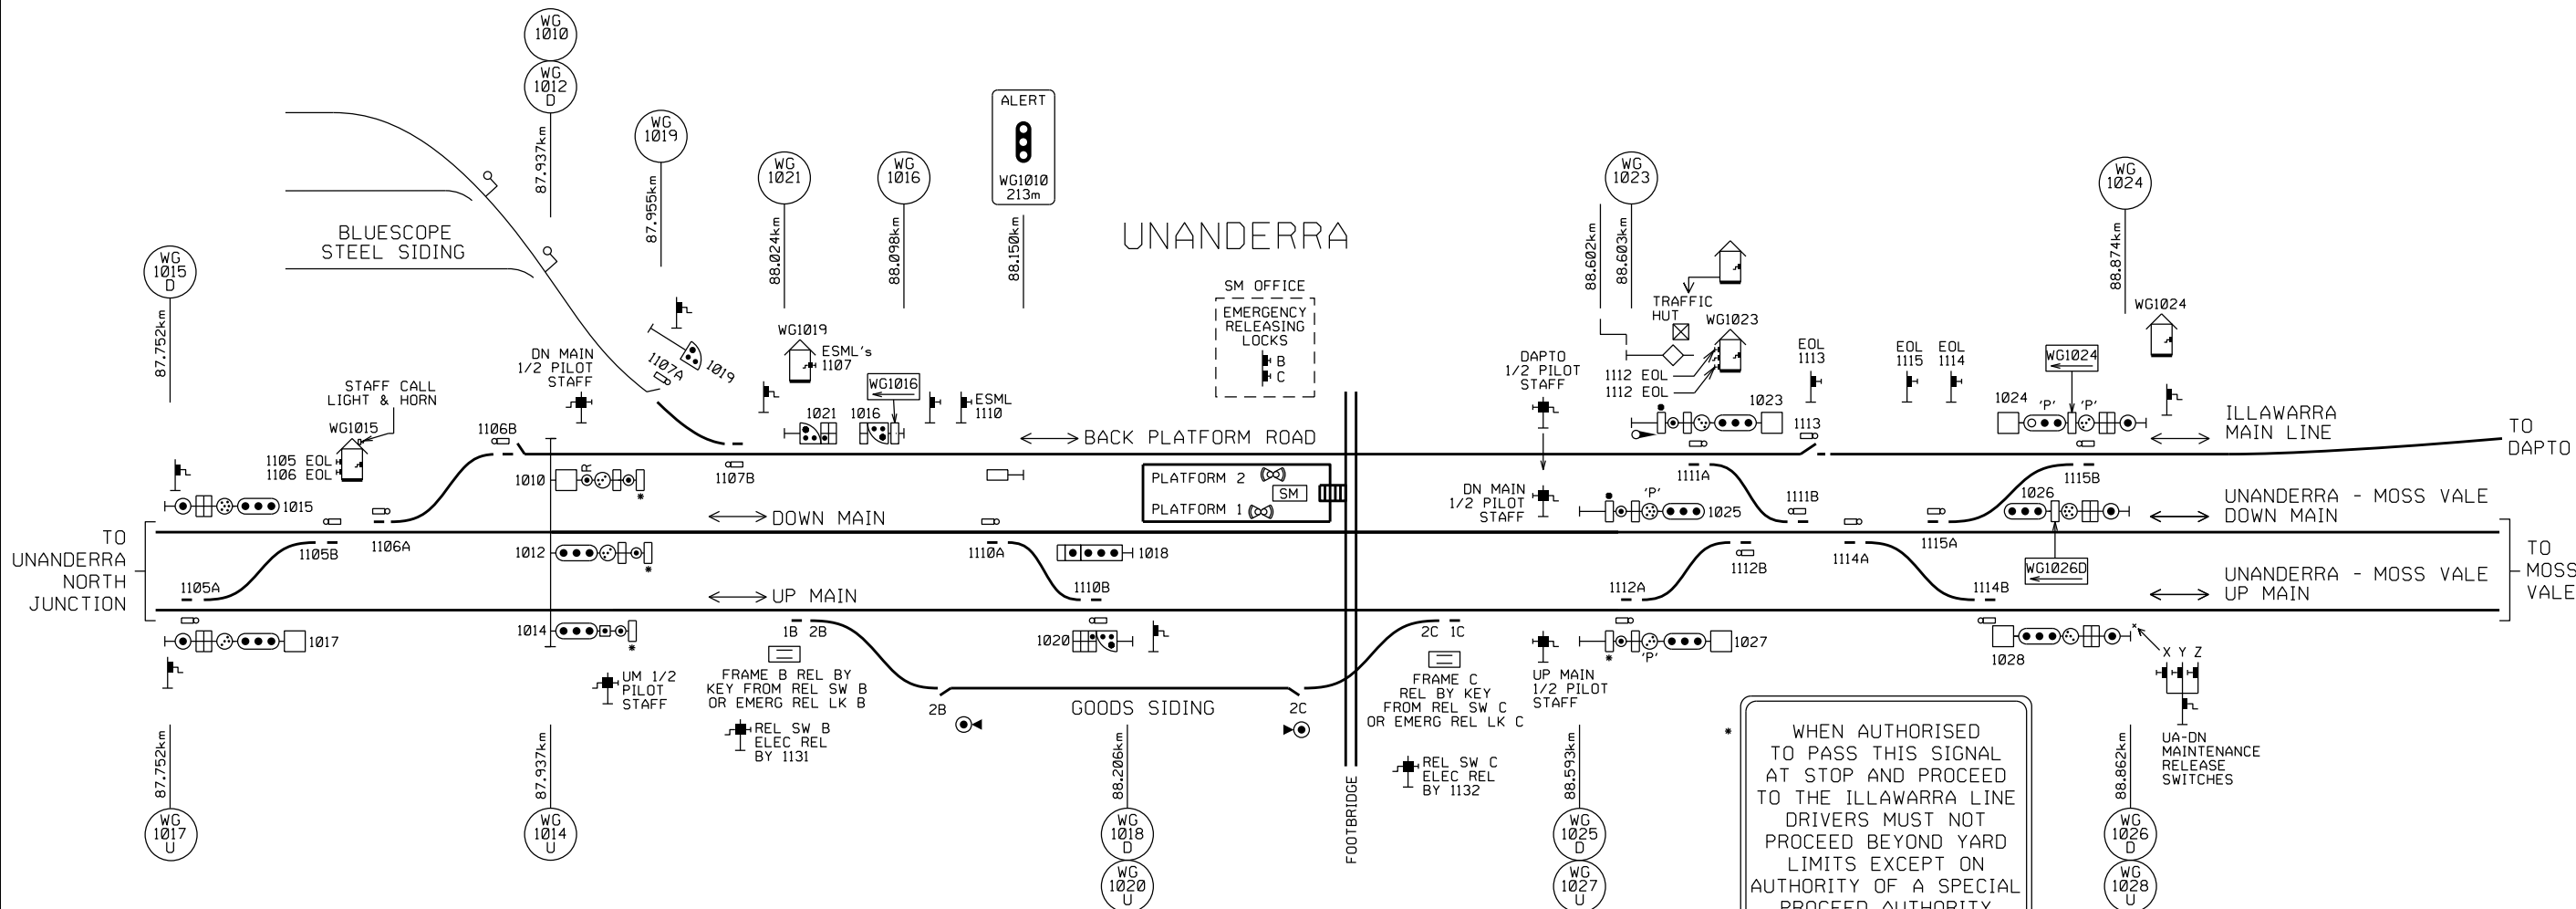 WG
1010
WG
1012
D
87.937km
WG
1019
87.955km
WG
1021
88.024km
WG
1016
88.098km
ALERT
WG1010
213m
88.150km
UNANDERRA
WG
1023
88.602km
88.603km
WG
1024
88.874km
WG
1015
D
87.752km
BLUESCOPE
STEEL SIDING
SM OFFICE
EMERGENCY
RELEASING
LOCKS
B
C
TRAFFIC
HUT
WG1023
WG1024
STAFF CALL
LIGHT & HORN
WG1015
1105 EOL
1106 EOL
DN MAIN
1/2 PILOT
STAFF
1107A
1019
WG1019
ESML's
1107
WG1016
1021
1016
ESML
1110
DAPTO
1/2 PILOT
STAFF
1112 EOL
1112 EOL
1023
EOL
1113
1113
EOL
1115
EOL
1114
WG1024
1024
'P'
'P'
ILLAWARRA
MAIN LINE
TO
DAPTO
1106B
BACK PLATFORM ROAD
1015
1010
R
*
1107B
PLATFORM 2
SM
PLATFORM 1
DN MAIN
1/2 PILOT
STAFF
1111A
'P'
1025
1111B
1115B
1026
UNANDERRA - MOSS VALE
DOWN MAIN
DOWN MAIN
TO
UNANDERRA
NORTH
JUNCTION
1105B
1106A
1012
*
1110A
1018
1112B
1114A
1115A
WG1026D
TO
MOSS
VALE
1105A
UP MAIN
1110B
1112A
1114B
UNANDERRA - MOSS VALE
UP MAIN
1017
1014
*
1B 2B
1020
2C 1C
*
'P'
1027
1028
*
X Y Z
FRAME B REL BY
KEY FROM REL SW B
OR EMERG REL LK B
UM 1/2
PILOT
STAFF
REL SW B
ELEC REL
BY 1131
2B
GOODS SIDING
2C
FRAME C
REL BY KEY
FROM REL SW C
OR EMERG REL LK C
REL SW C
ELEC REL
BY 1132
UP MAIN
1/2 PILOT
STAFF
UA-DN
MAINTENANCE
RELEASE
SWITCHES
*
WHEN AUTHORISED
TO PASS THIS SIGNAL
AT STOP AND PROCEED
TO THE ILLAWARRA LINE
DRIVERS MUST NOT
PROCEED BEYOND YARD
LIMITS EXCEPT ON
AUTHORITY OF A SPECIAL
PROCEED AUTHORITY
87.752km
WG
1017
U
87.937km
WG
1014
U
88.206km
WG
1018
D
WG
1020
U
FOOTBRIDGE
88.593km
WG
1025
D
WG
1027
U
88.862km
WG
1026
D
WG
1028
U